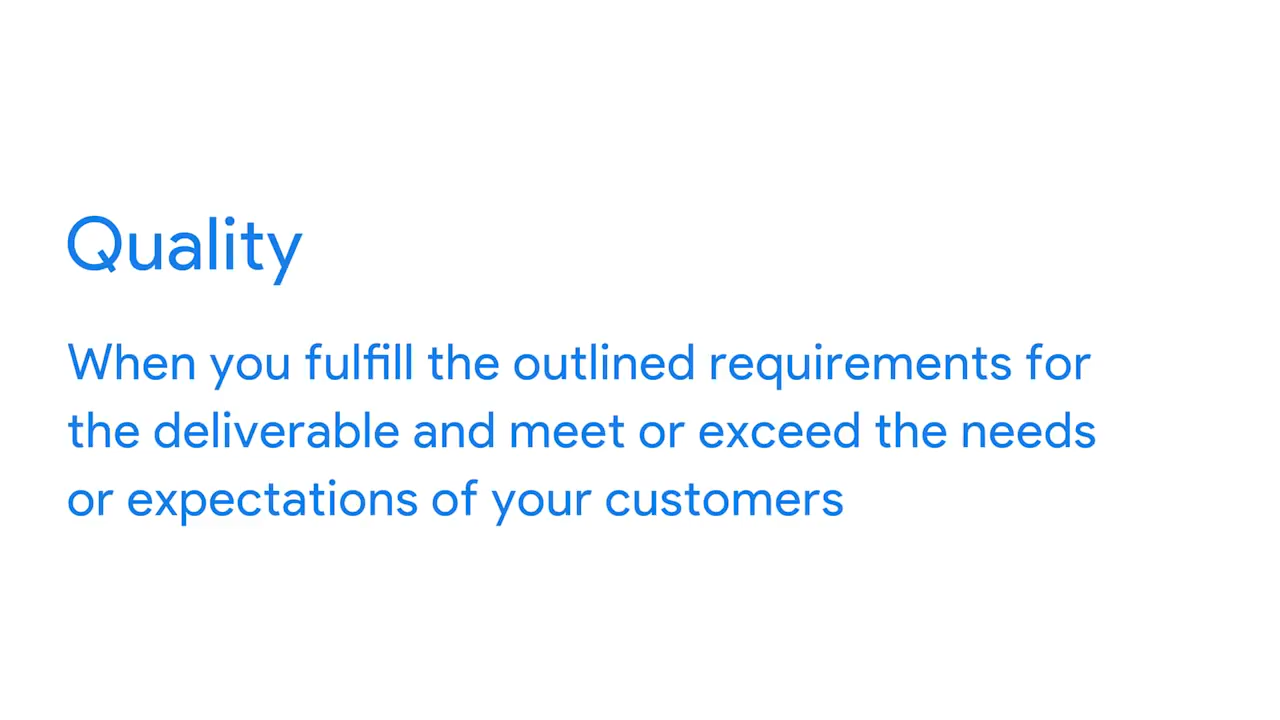 Quality
When you fulfill the outlined requirements for
the deliverable and meet or exceed the needs
or expectations of your customers